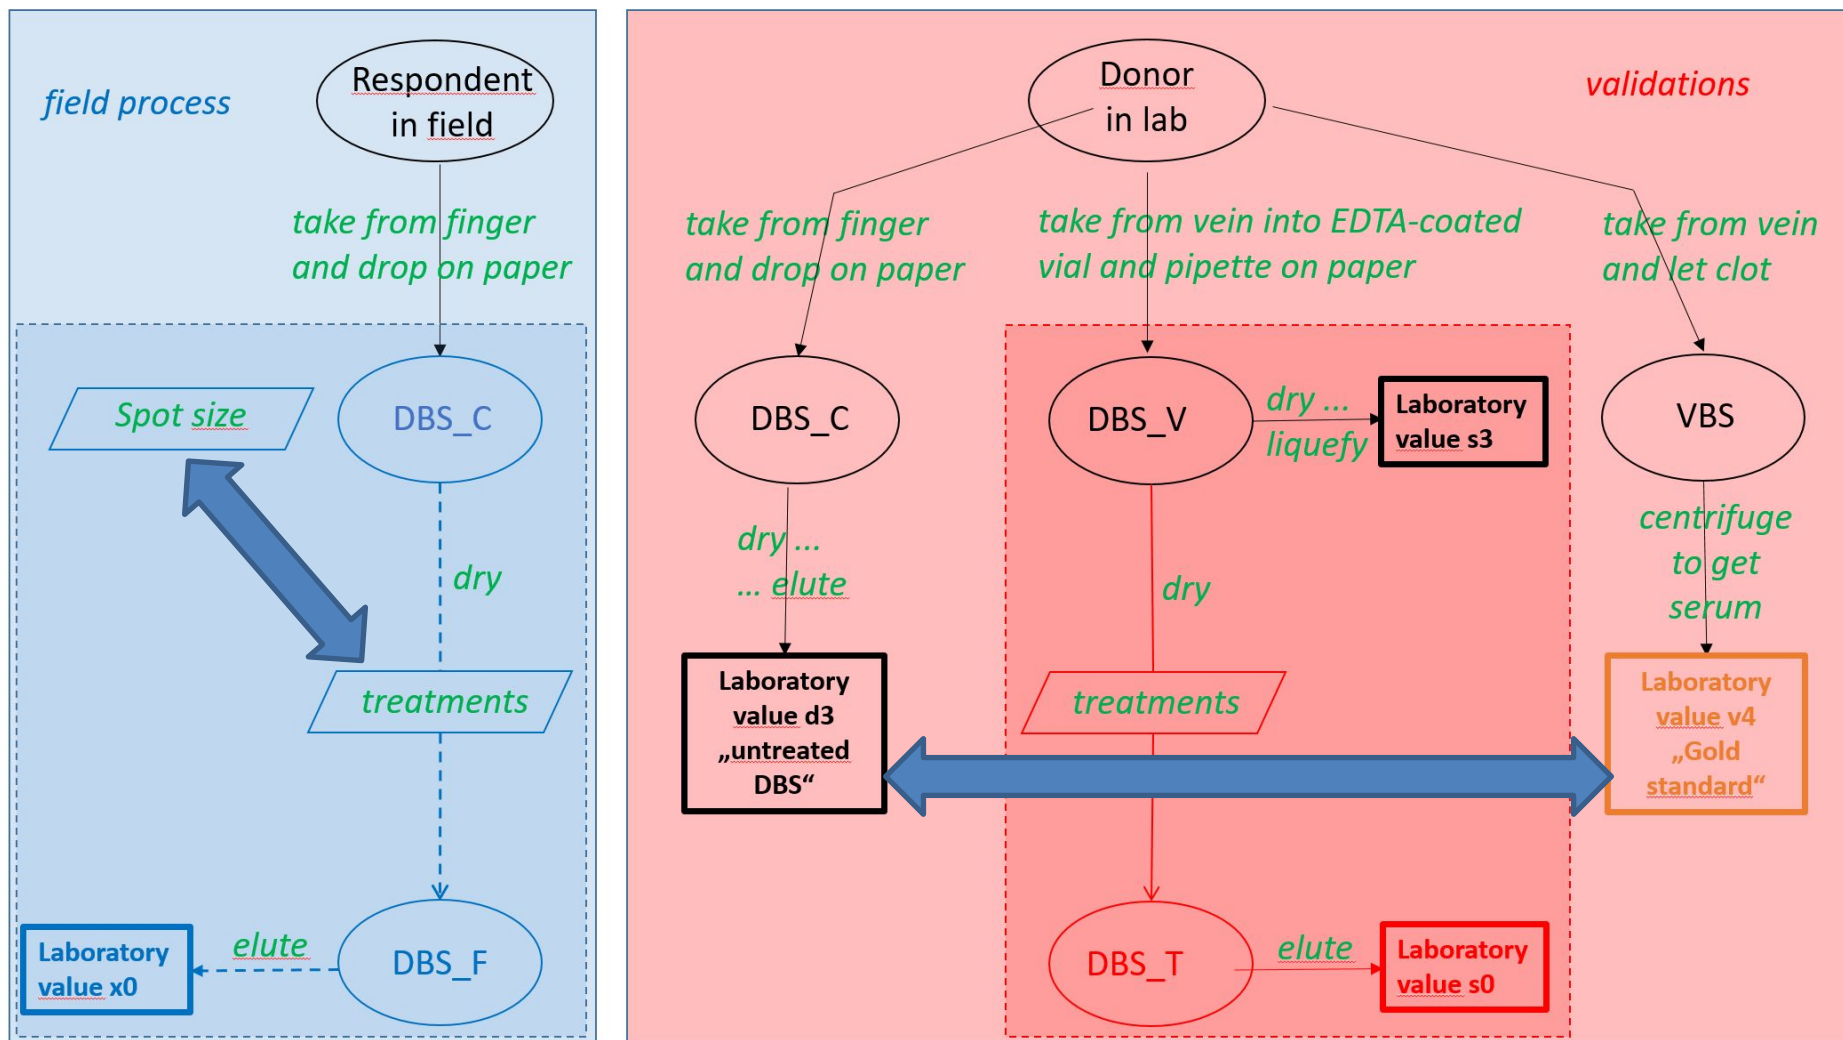 field process
Respondent
in field
take from finger
and drop on paper
Spot size
DBS_C
dry
treatments
DBS_F
elute
Laboratory
value x0
validations
Donor
in lab
take from finger
and drop on paper
take from vein into EDTA-coated
vial and pipette on paper
take from vein
and let clot
DBS_C
dry ...
... elute
Laboratory
value d3
„untreated
DBS“
DBS_V
dry ...
liquefy
Laboratory
value s3
dry
treatments
DBS_T
elute
Laboratory
value s0
VBS
centrifuge
to get
serum
Laboratory
value v4
„Gold
standard“